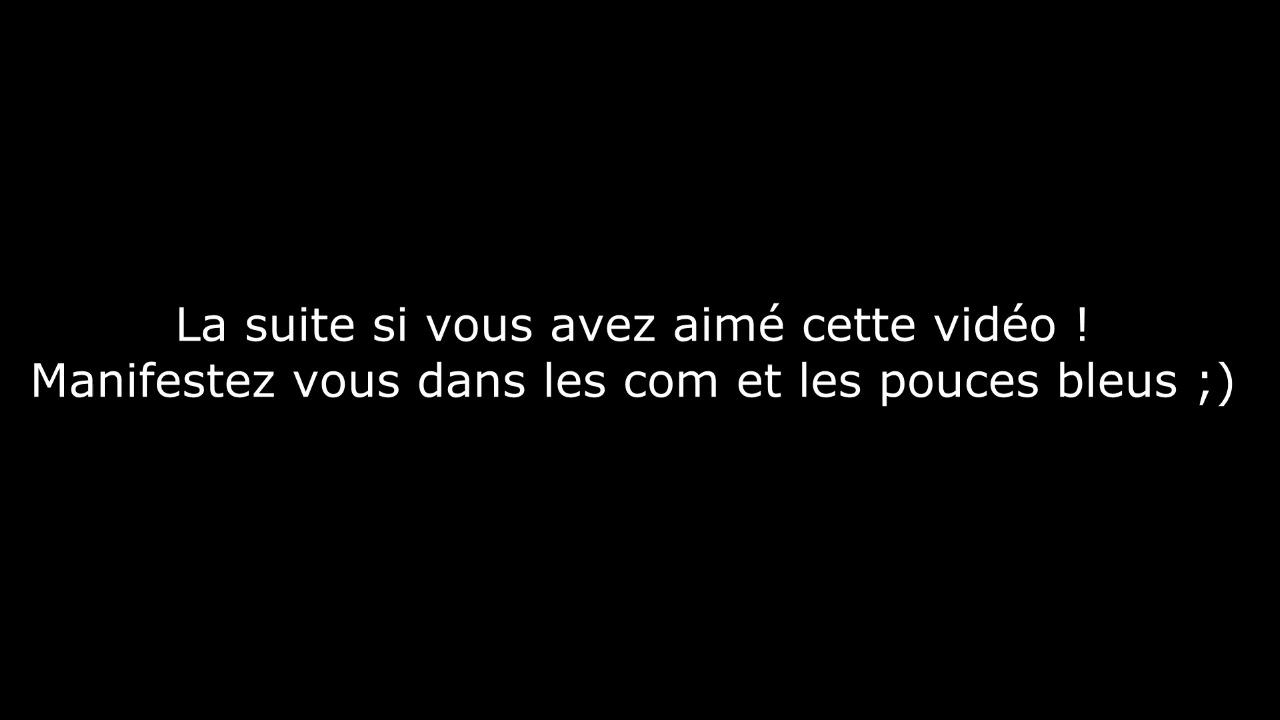 La suite si vous avez aimé cette vidéo !
Manifestez vous dans les com et les pouces bleus ;)